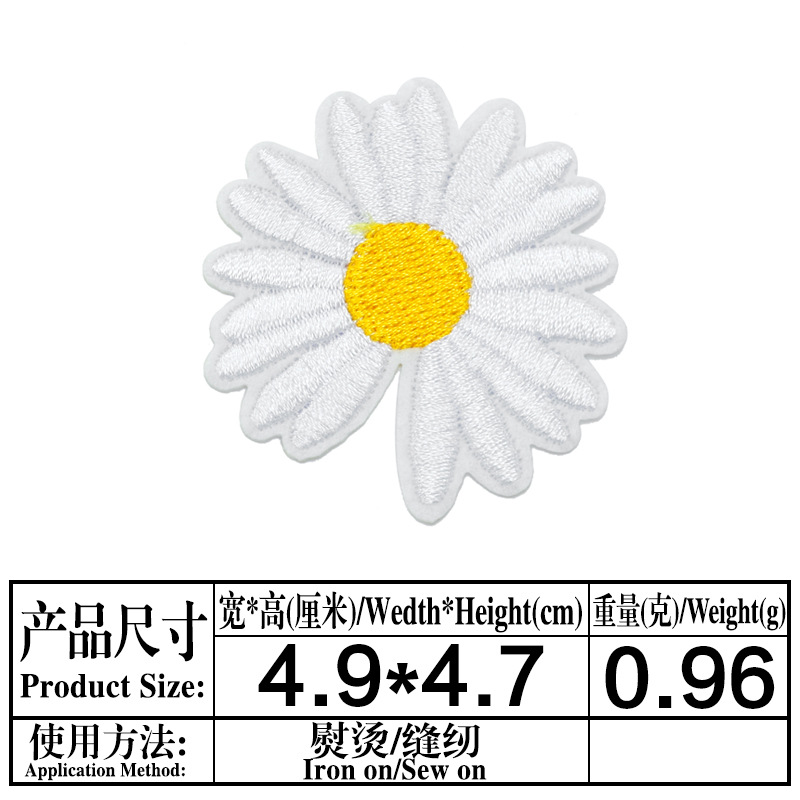 产品尺寸
Product Size:
宽*高(厘米)/Wedth*Height(cm)
重量(克)/Weight(g)
4.9*4.7
0.96
使用方法:
Application Method:
熨烫/缝纫
Iron on/Sew on